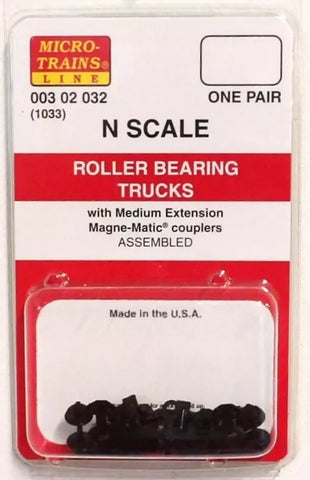 MICRO-
TRAINS®
LINE
003 02 032
(1033)
ONE PAIR
N SCALE
ROLLER BEARING
TRUCKS
with Medium Extension
Magne-Matic® couplers
ASSEMBLED
Made in the U.S.A.